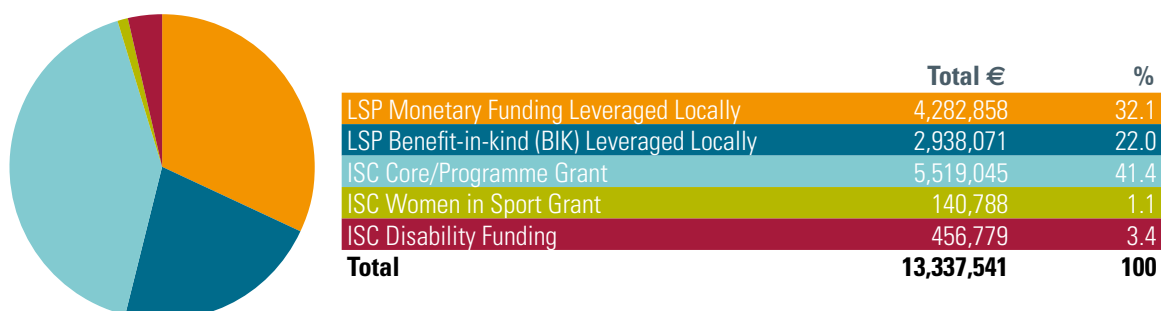 Total € %
LSP Monetary Funding Leveraged Locally 4,282,858 32.1
LSP Benefit-in-kind (BIK) Leveraged Locally 2,938,071 22.0
ISC Core/Programme Grant 5,519,045 41.4
ISC Women in Sport Grant 140,788 1.1
ISC Disability Funding 456,779 3.4
Total 13,337,541 100